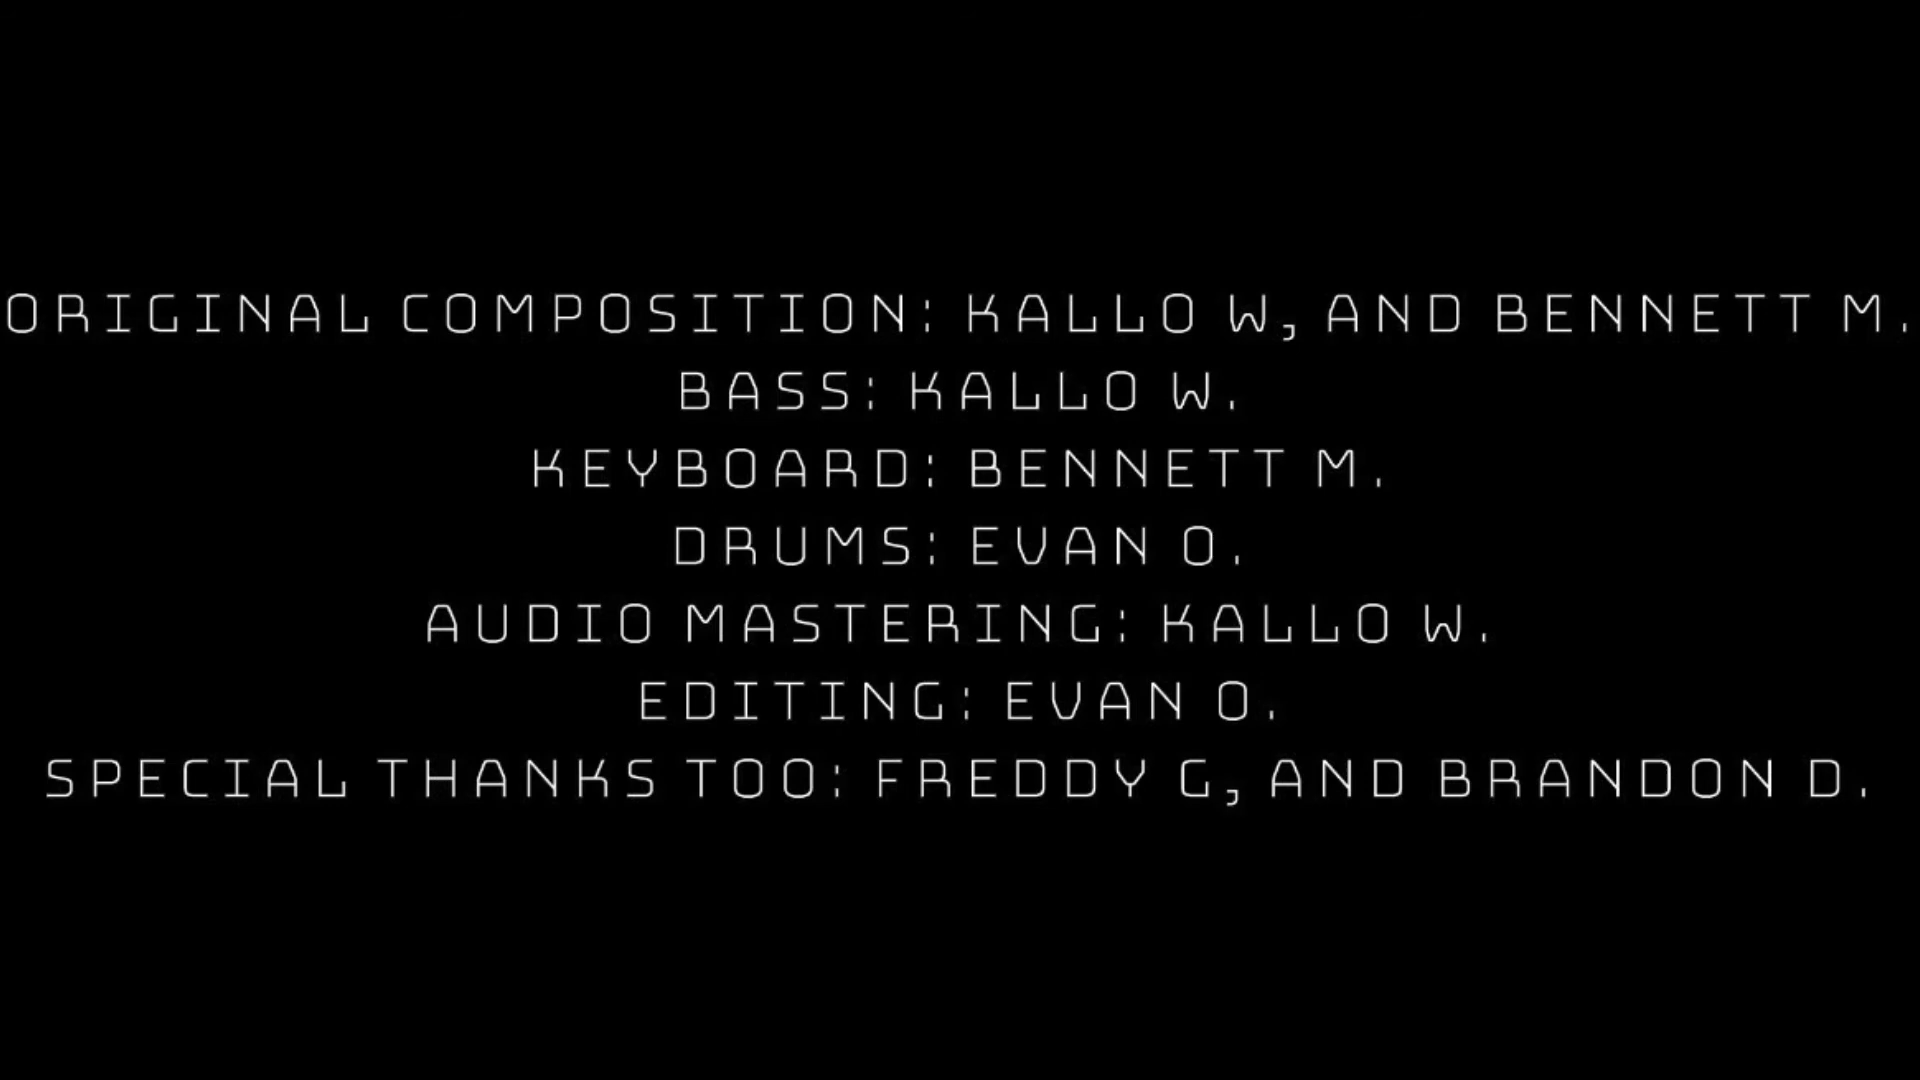 ORIGINAL COMPOSITION: KALLO W, AND BENNETT M.
BASS: KALLO W.
KEYBOARD: BENNETT M.
DRUMS: EVAN O.
AUDIO MASTERING: KALLO W.
EDITING: EVAN O.
SPECIAL THANKS TOO: FREDDY G, AND BRANDON D.